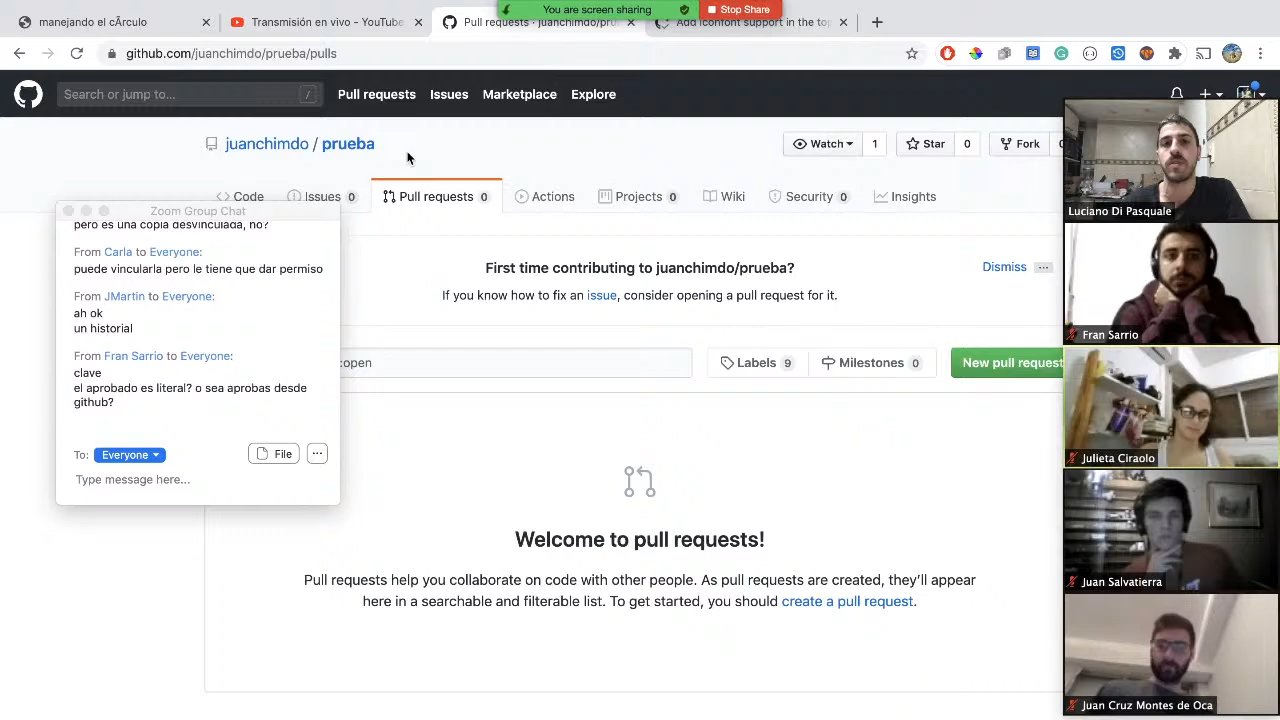 You are screen sharing
Stop Share
manejando el cÃrculo
Transmisión en vivo - YouTube
Pull requests · juanchimdo/pru
Add iconfont support in the to
github.com/juanchimdo/prueba/pulls
Search or jump to...
/
Pull requests
Issues
Marketplace
Explore
juanchimdo / prueba
Watch 1
Star 0
Fork 0
Code
Issues 0
Pull requests 0
Actions
Projects 0
Wiki
Security 0
Insights
Zoom Group Chat
pero es una copia desvinculada, no?
From Carla to Everyone:
puede vincularla pero le tiene que dar permiso
From JMartin to Everyone:
ah ok
un historial
From Fran Sarrio to Everyone:
clave
el aprobado es literal? o sea aprobas desde
github?
To: Everyone
File
Type message here...
First time contributing to juanchimdo/prueba?
Dismiss
If you know how to fix an issue, consider opening a pull request for it.
:open
Labels 9
Milestones 0
New pull request
Welcome to pull requests!
Pull requests help you collaborate on code with other people. As pull requests are created, they'll appear
here in a searchable and filterable list. To get started, you should create a pull request.
Luciano Di Pasquale
Fran Sarrio
Julieta Ciraolo
Juan Salvatierra
Juan Cruz Montes de Oca